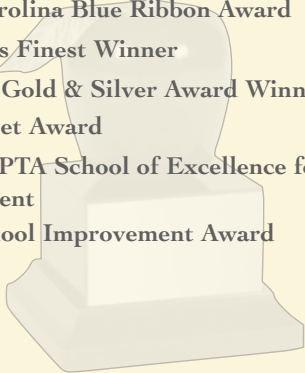 rolina Blue Ribbon Award
s Finest Winner
Gold & Silver Award Winn
et Award
PTA School of Excellence fo
ent
ool Improvement Award